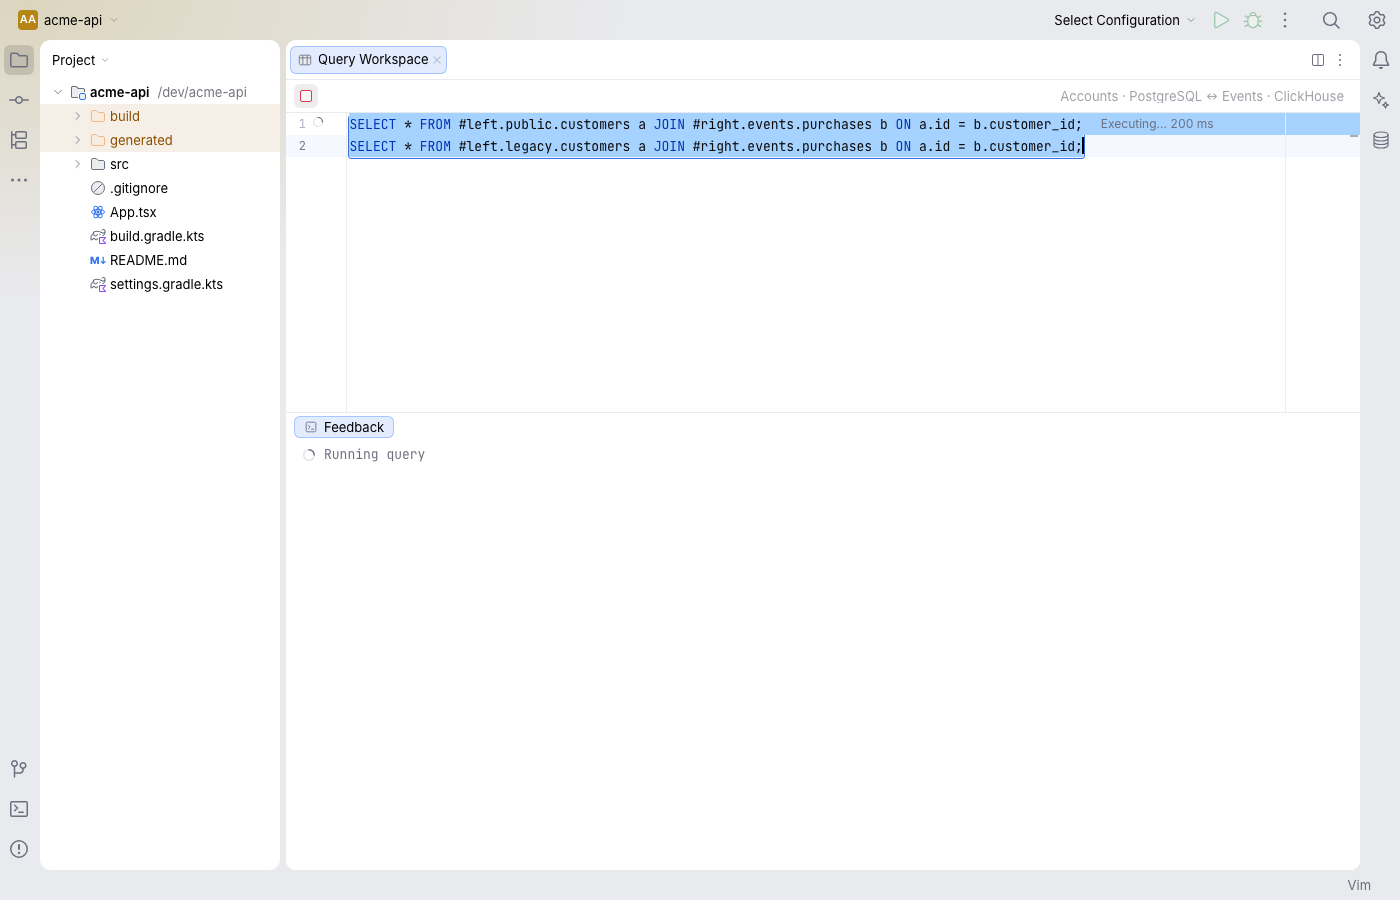 AA acme-api
Select Configuration
Project
Query Workspace
acme-api /dev/acme-api
Accounts · PostgreSQL ↔ Events · ClickHouse
build
generated
src
.gitignore
App.tsx
build.gradle.kts
M↓ README.md
settings.gradle.kts
1 SELECT * FROM #left.public.customers a JOIN #right.events.purchases b ON a.id = b.customer_id; Executing... 200 ms
2 SELECT * FROM #left.legacy.customers a JOIN #right.events.purchases b ON a.id = b.customer_id;
Feedback
Running query
Vim